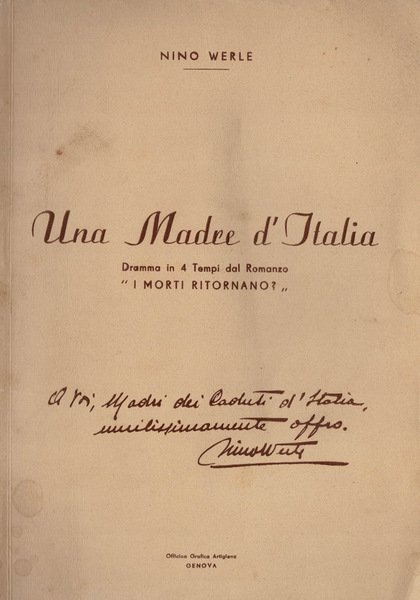 NINO WERLE
Una Madre d'Italia
Dramma in 4 Tempi dal Romanzo
" I MORTI RITORNANO? „
A Voi, Madri dei Caduti d'Italia,
umilissimamente offro.
Nino Werle
Officina Grafica Artigiana
GENOVA